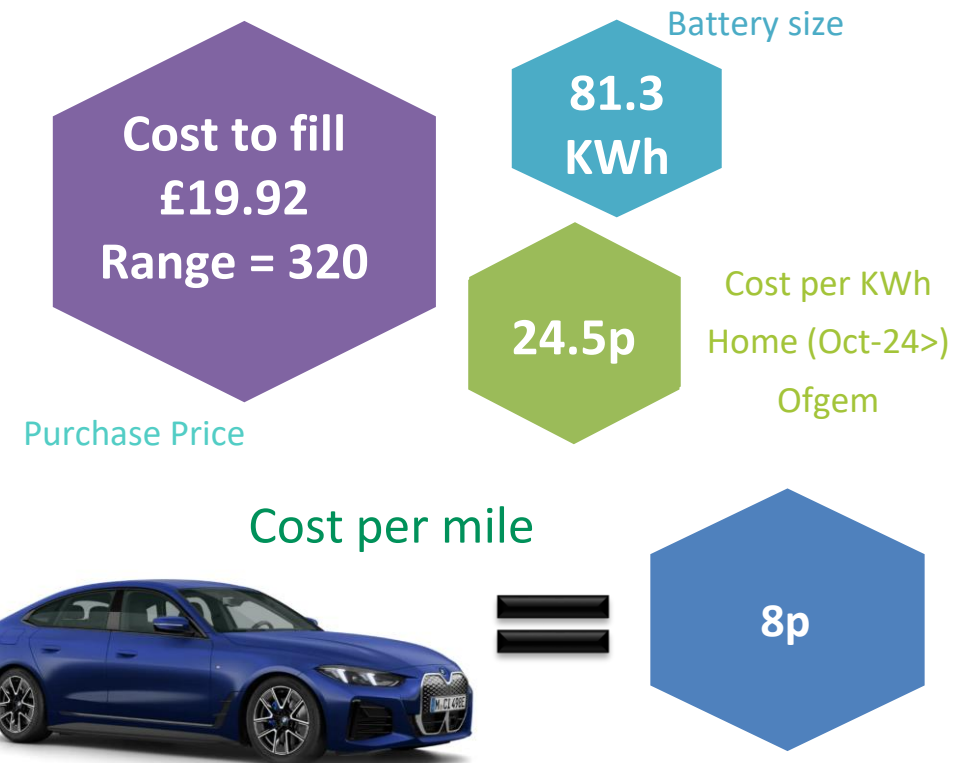 Battery size
Cost to fill
£19.92
Range = 320
81.3
KWh
24.5p
Cost per KWh
Home (Oct-24>)
Ofgem
Purchase Price
Cost per mile
=
8p